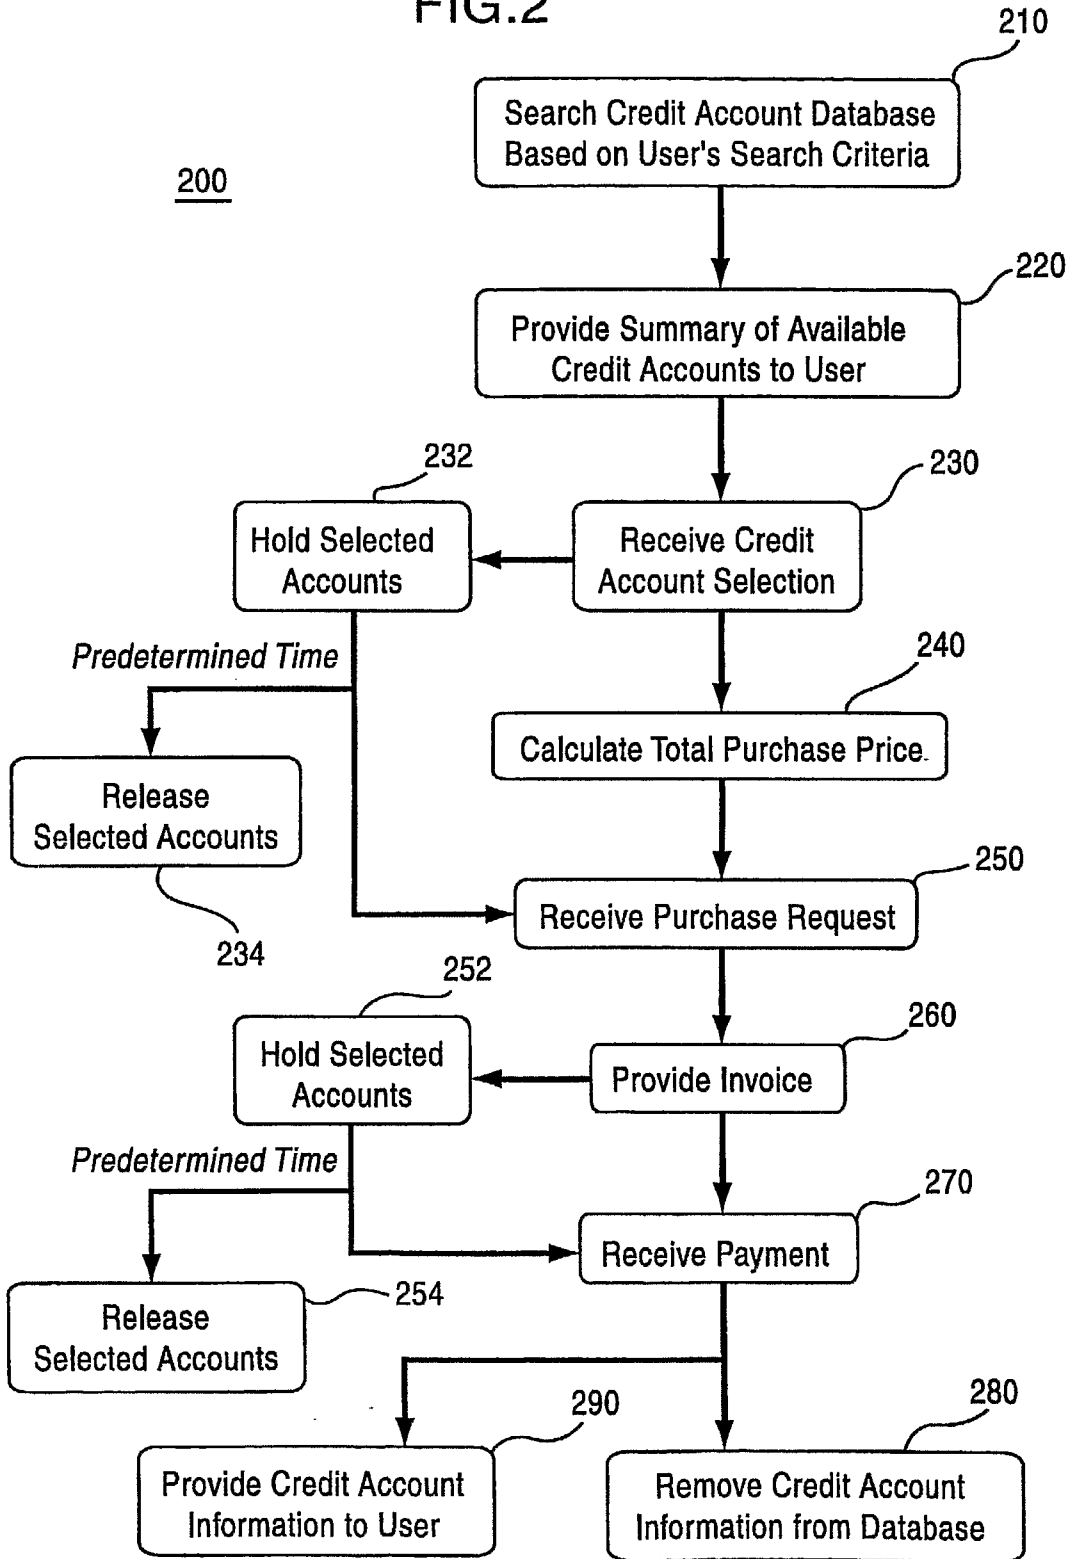 FIG.2
210
Search Credit Account Database
Based on User's Search Criteria
200
220
Provide Summary of Available
Credit Accounts to User
232
230
Hold Selected
Accounts
Receive Credit
Account Selection
Predetermined Time
240
Calculate Total Purchase Price
Release
Selected Accounts
234
250
Receive Purchase Request
252
260
Hold Selected
Accounts
Provide Invoice
Predetermined Time
270
Receive Payment
254
Release
Selected Accounts
290
280
Provide Credit Account
Information to User
Remove Credit Account
Information from Database